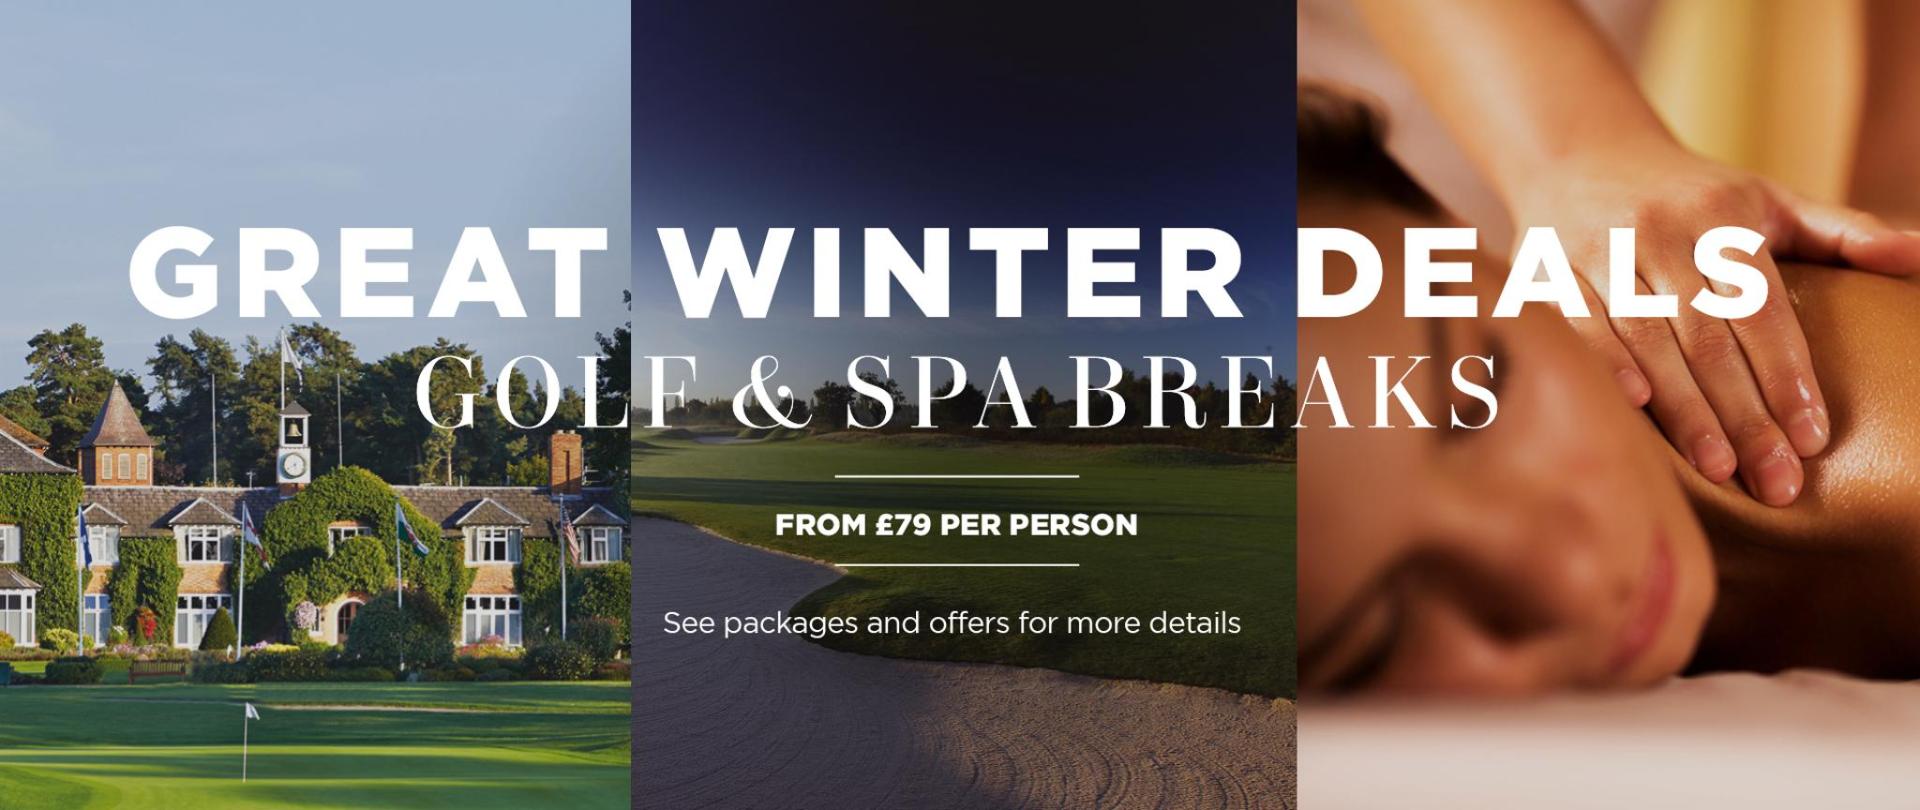 GREAT WINTER DEALS
GOLF & SPA BREAKS
FROM £79 PER PERSON
See packages and offers for more details